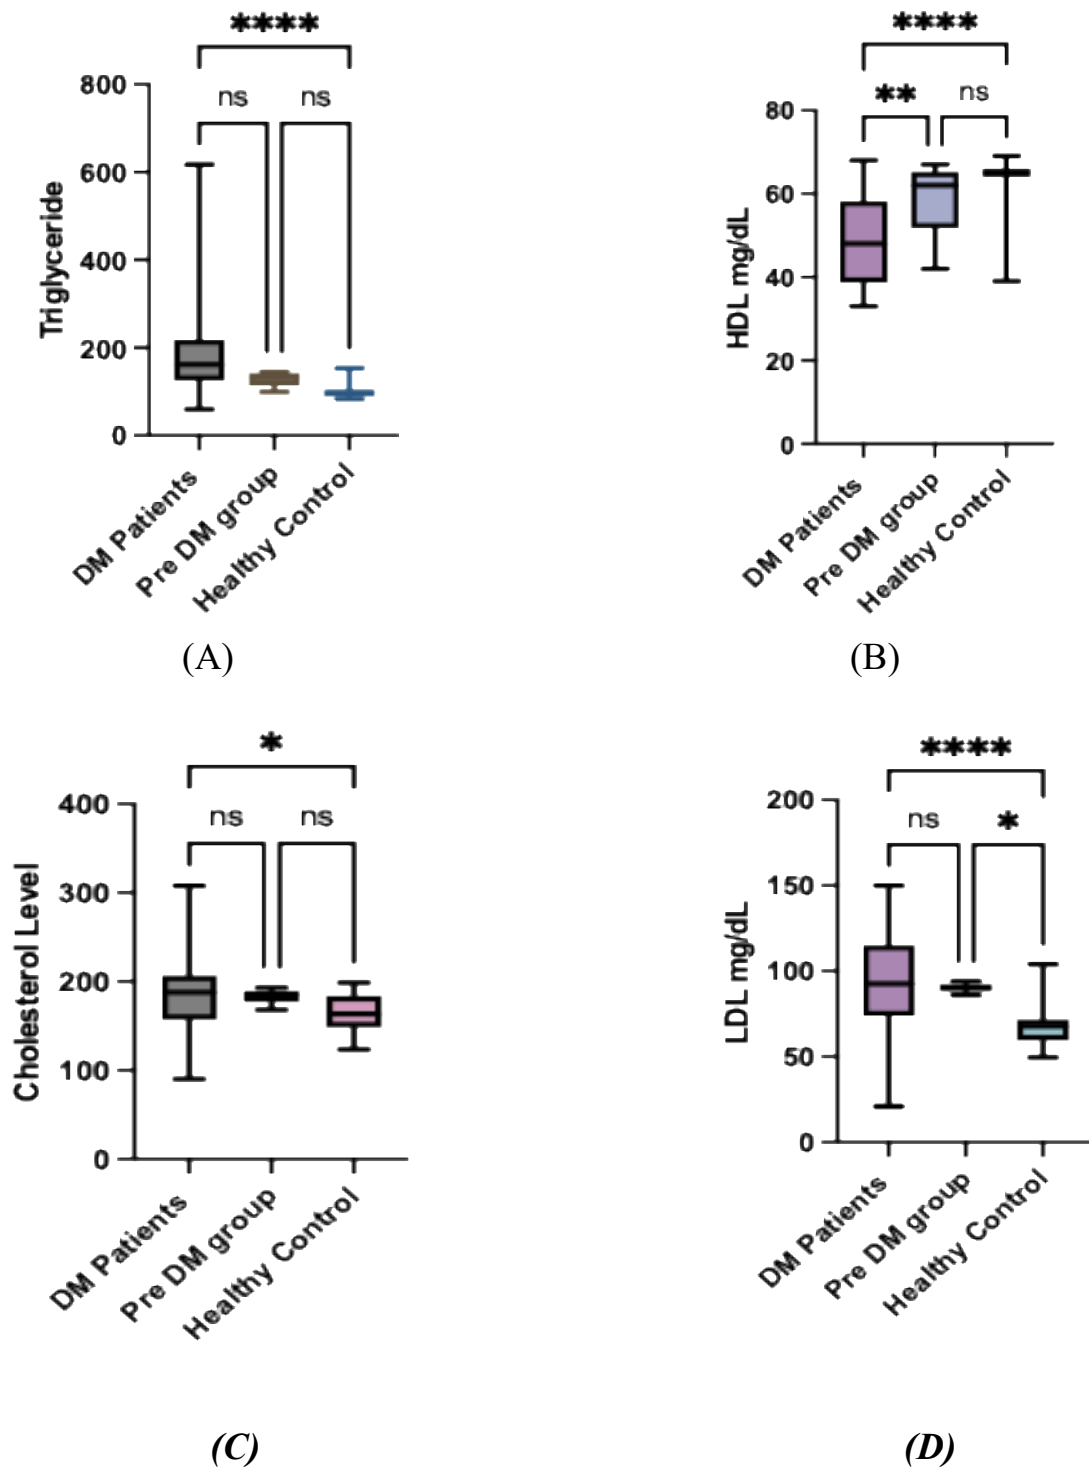 ****
ns ns
800
600
400
200
0
Triglyceride
DM Patients
Pre DM group
Healthy Control
(A)
****
** ns
80
60
40
20
0
HDL mg/dL
DM Patients
Pre DM group
Healthy Control
(B)
*
ns ns
400
300
200
100
0
Cholesterol Level
DM Patients
Pre DM group
Healthy Control
(C)
****
ns *
200
150
100
50
0
LDL mg/dL
DM Patients
Pre DM group
Healthy Control
(D)